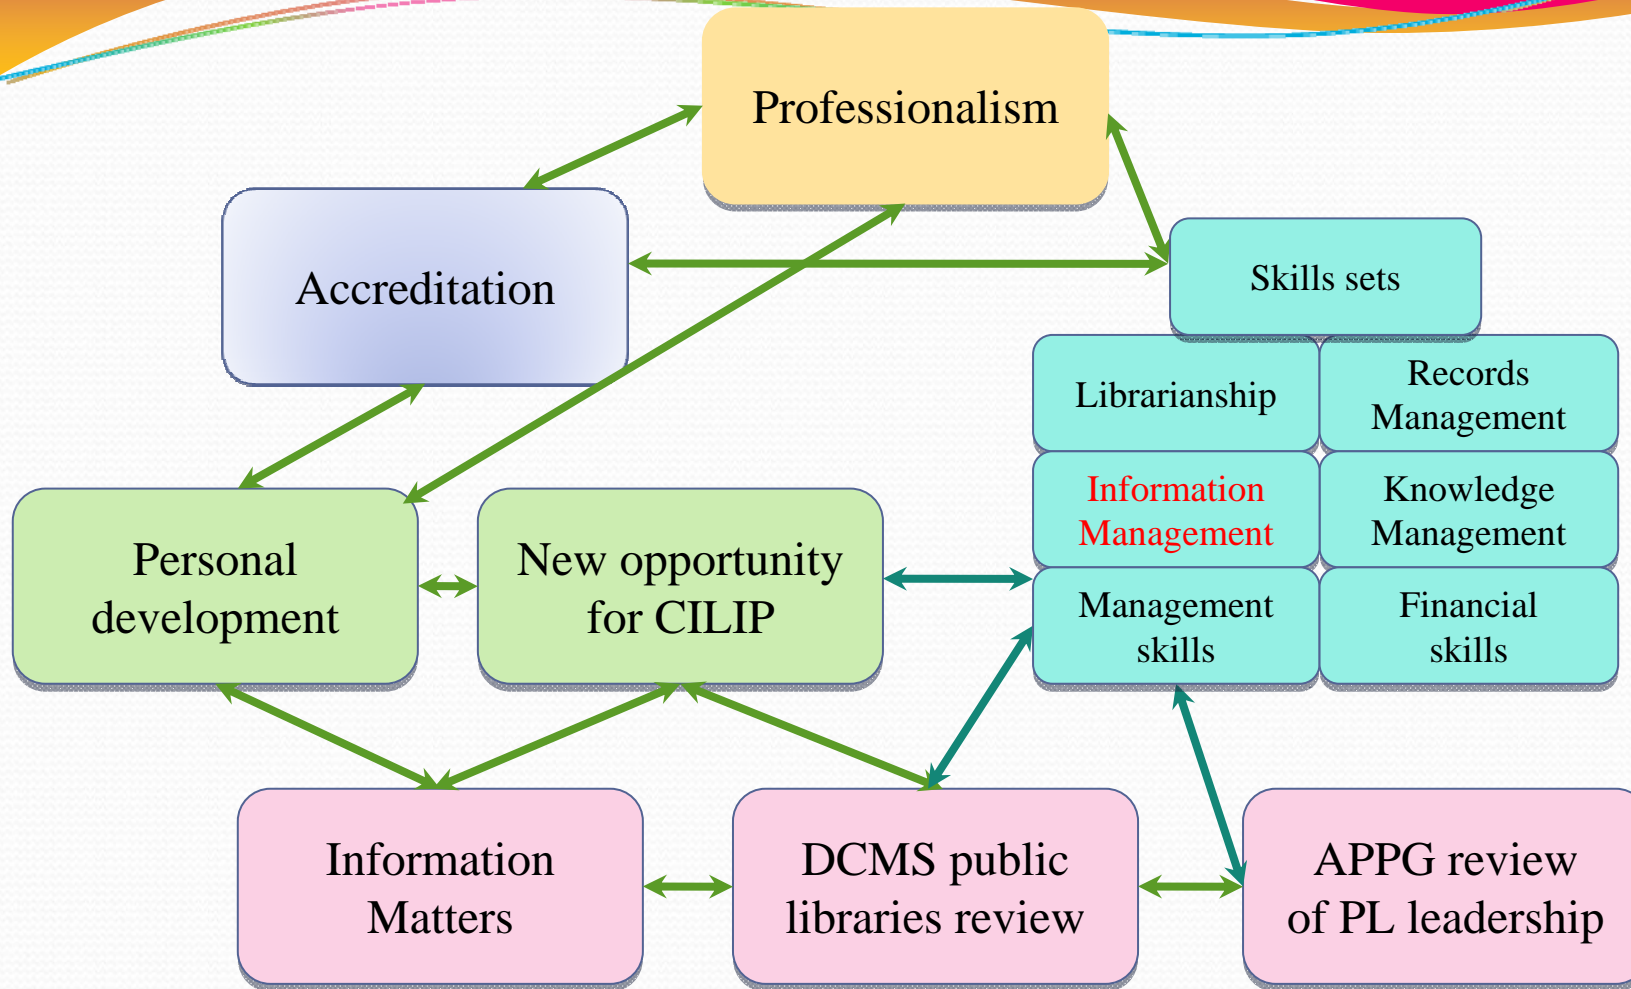 Professionalism
Accreditation
Skills sets
Librarianship
Records
Management
Information
Management
Knowledge
Management
Management
skills
Financial
skills
Personal
development
New opportunity
for CILIP
Information
Matters
DCMS public
libraries review
APPG review
of PL leadership